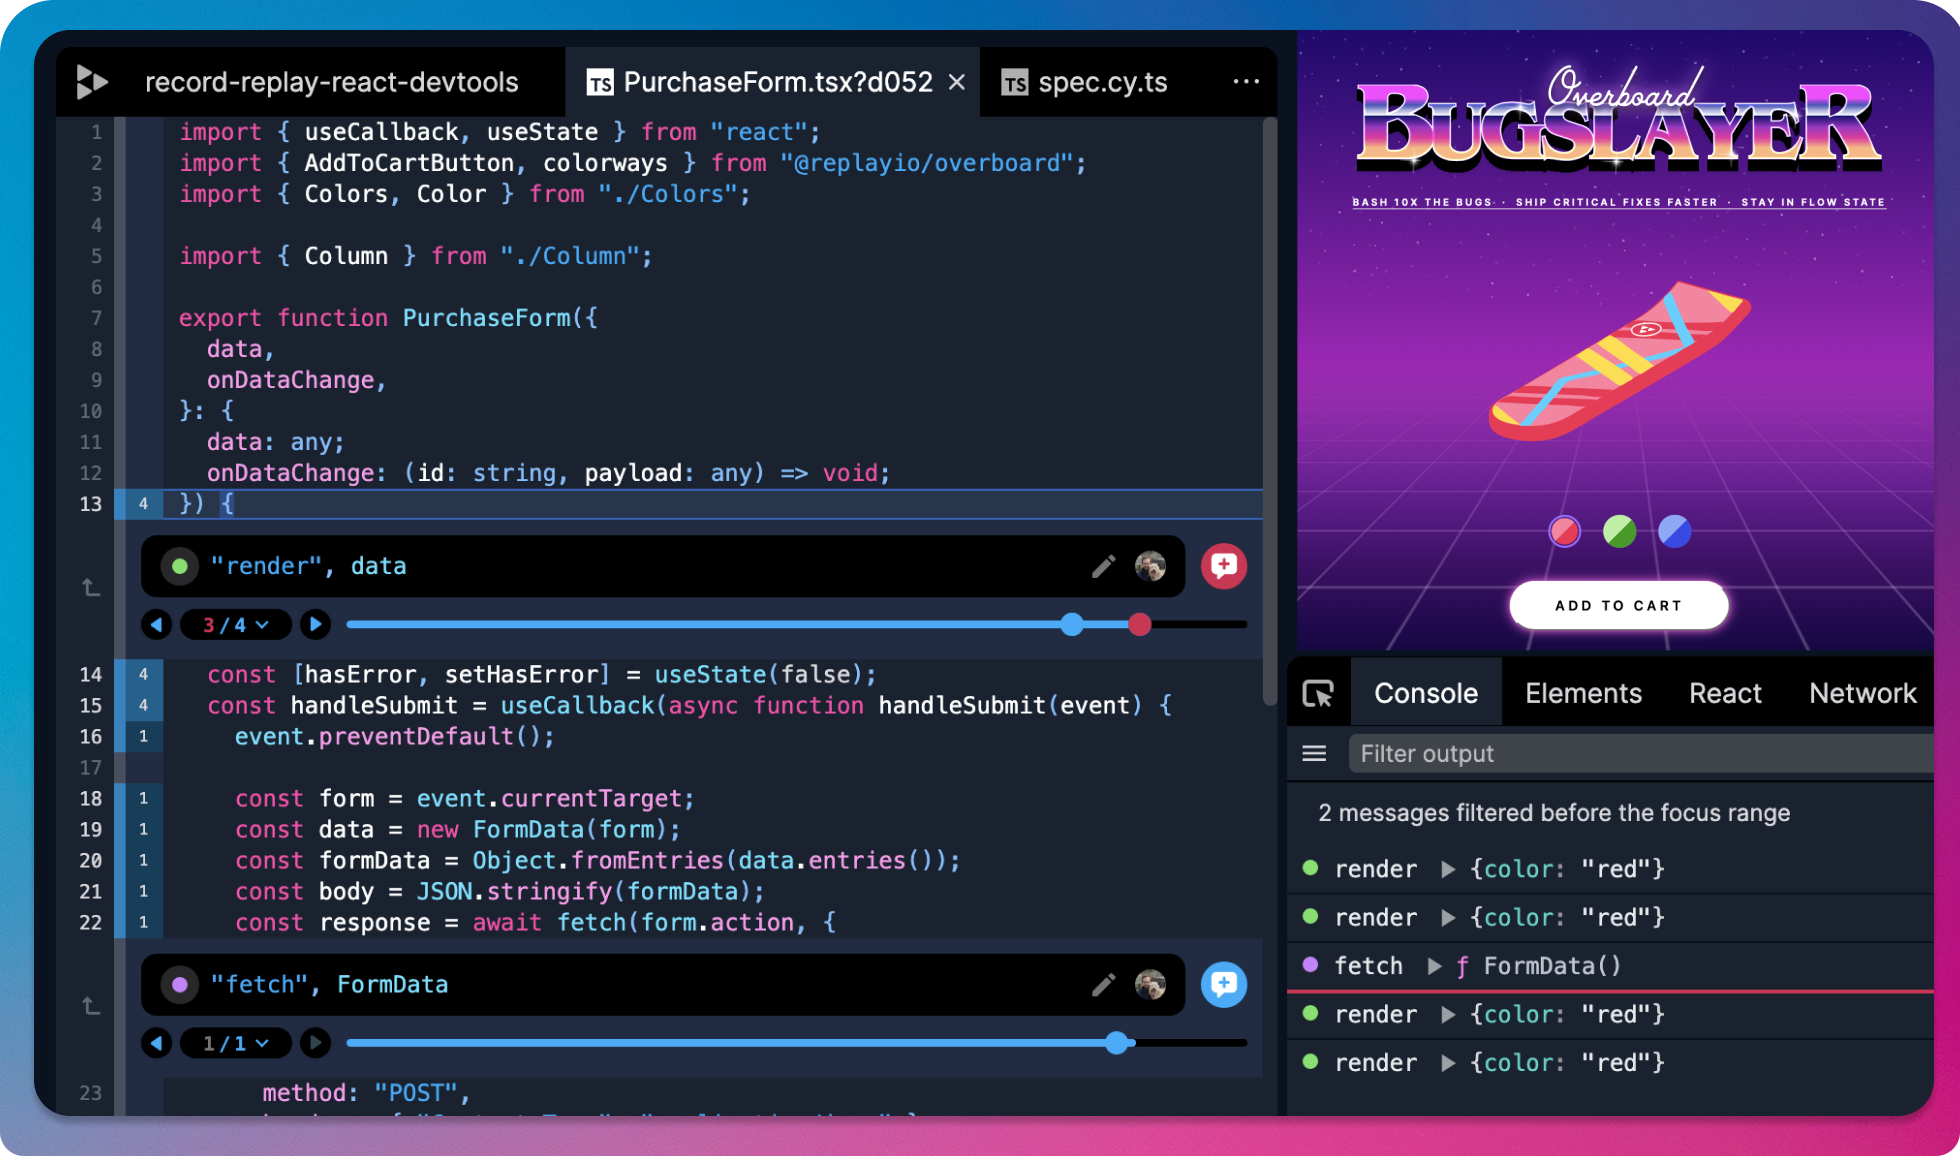 record-replay-react-devtools
TS PurchaseForm.tsx?d052 ×
TS spec.cy.ts
1 import { useCallback, useState } from "react";
2 import { AddToCartButton, colorways } from "@replayio/overboard";
3 import { Colors, Color } from "./Colors";
4
5 import { Column } from "./Column";
6
7 export function PurchaseForm({
8 data,
9 onDataChange,
10 }: {
11 data: any;
12 onDataChange: (id: string, payload: any) => void;
13 4 }) {
"render", data
3/4
14 4 const [hasError, setHasError] = useState(false);
15 4 const handleSubmit = useCallback(async function handleSubmit(event) {
16 1 event.preventDefault();
17
18 1 const form = event.currentTarget;
19 1 const data = new FormData(form);
20 1 const formData = Object.fromEntries(data.entries());
21 1 const body = JSON.stringify(formData);
22 1 const response = await fetch(form.action, {
"fetch", FormData
1/1
23 method: "POST",
Overboard
BUGSLAYER
BASH 10X THE BUGS · SHIP CRITICAL FIXES FASTER · STAY IN FLOW STATE
ADD TO CART
Console Elements React Network
Filter output
2 messages filtered before the focus range
render ▶ {color: "red"}
render ▶ {color: "red"}
fetch ▶ ƒ FormData()
render ▶ {color: "red"}
render ▶ {color: "red"}